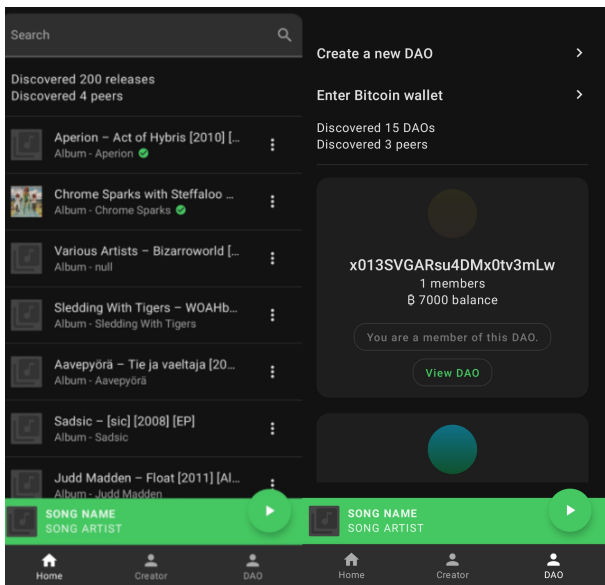 Search
Discovered 200 releases
Discovered 4 peers
Aperion – Act of Hybris [2010] [...
Album - Aperion
Chrome Sparks with Steffaloo ...
Album - Chrome Sparks
Various Artists – Bizarroworld [...
Album - null
Sledding With Tigers – WOAHb...
Album - Sledding With Tigers
Aavepyörä – Tie ja vaeltaja [20...
Album - Aavepyörä
Sadsic – [sic] [2008] [EP]
Album - Sadsic
Judd Madden – Float [2011] [Al...
Album - Judd Madden
SONG NAME
SONG ARTIST
Home
Creator
DAO
Create a new DAO
Enter Bitcoin wallet
Discovered 15 DAOs
Discovered 3 peers
x013SVGARsu4DMx0tv3mLw
1 members
₿ 7000 balance
You are a member of this DAO.
View DAO
SONG NAME
SONG ARTIST
Home
Creator
DAO